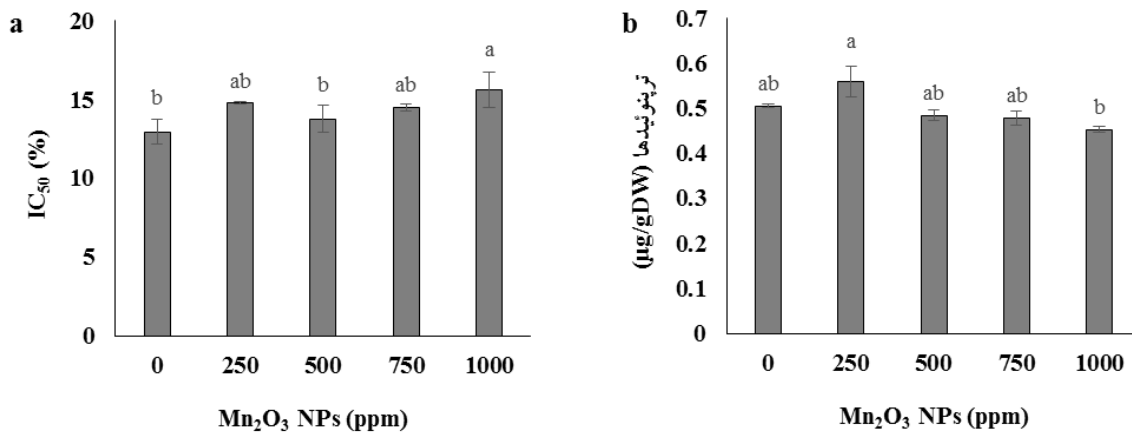 a
20
15
10
5
0
IC₅₀ (%)
b
ab
b
ab
a
0
250
500
750
1000
Mn₂O₃ NPs (ppm)
b
0.7
0.6
0.5
0.4
0.3
0.2
0.1
0
ترپنوئیدها
(µg/gDW)
ab
a
ab
ab
b
0
250
500
750
1000
Mn₂O₃ NPs (ppm)